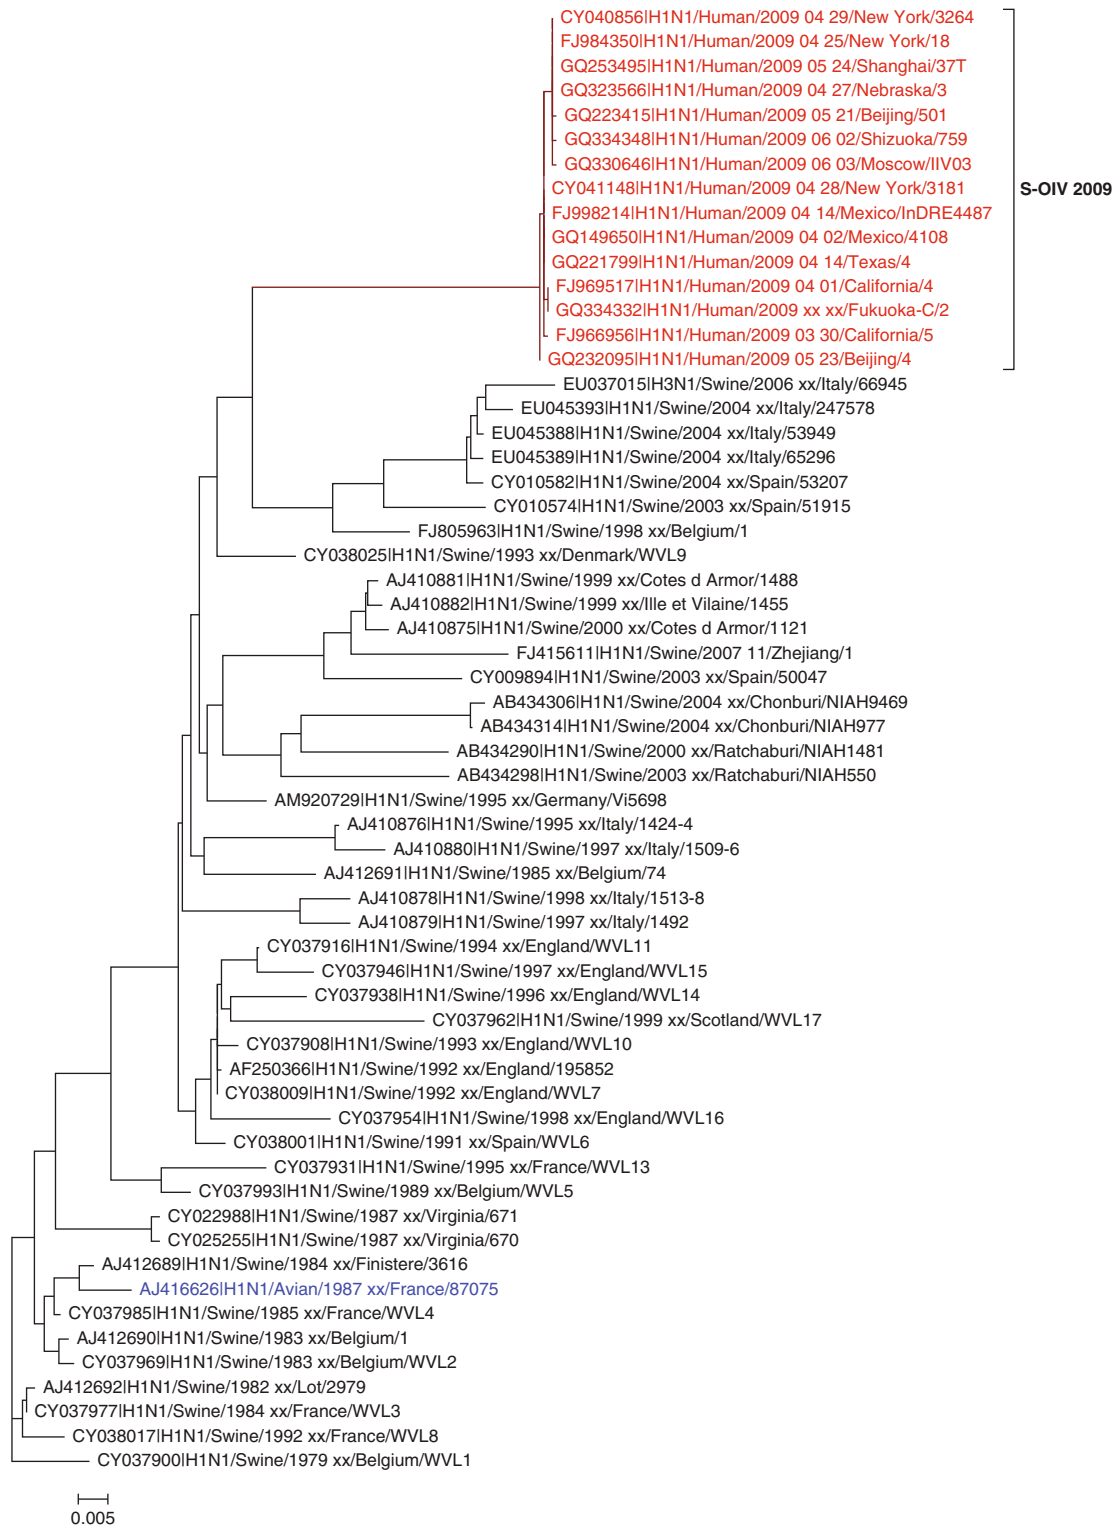 CY040856|H1N1/Human/2009 04 29/New York/3264
FJ984350|H1N1/Human/2009 04 25/New York/18
GQ253495|H1N1/Human/2009 05 24/Shanghai/37T
GQ323566|H1N1/Human/2009 04 27/Nebraska/3
GQ223415|H1N1/Human/2009 05 21/Beijing/501
GQ334348|H1N1/Human/2009 06 02/Shizuoka/759
GQ330646|H1N1/Human/2009 06 03/Moscow/IIV03
CY041148|H1N1/Human/2009 04 28/New York/3181
S-OIV 2009
FJ998214|H1N1/Human/2009 04 14/Mexico/InDRE4487
GQ149650|H1N1/Human/2009 04 02/Mexico/4108
GQ221799|H1N1/Human/2009 04 14/Texas/4
FJ969517|H1N1/Human/2009 04 01/California/4
GQ334332|H1N1/Human/2009 xx xx/Fukuoka-C/2
FJ966956|H1N1/Human/2009 03 30/California/5
GQ232095|H1N1/Human/2009 05 23/Beijing/4
EU037015|H3N1/Swine/2006 xx/Italy/66945
EU045393|H1N1/Swine/2004 xx/Italy/247578
EU045388|H1N1/Swine/2004 xx/Italy/53949
EU045389|H1N1/Swine/2004 xx/Italy/65296
CY010582|H1N1/Swine/2004 xx/Spain/53207
CY010574|H1N1/Swine/2003 xx/Spain/51915
FJ805963|H1N1/Swine/1998 xx/Belgium/1
CY038025|H1N1/Swine/1993 xx/Denmark/WVL9
AJ410881|H1N1/Swine/1999 xx/Cotes d Armor/1488
AJ410882|H1N1/Swine/1999 xx/Ille et Vilaine/1455
AJ410875|H1N1/Swine/2000 xx/Cotes d Armor/1121
FJ415611|H1N1/Swine/2007 11/Zhejiang/1
CY009894|H1N1/Swine/2003 xx/Spain/50047
AB434306|H1N1/Swine/2004 xx/Chonburi/NIAH9469
AB434314|H1N1/Swine/2004 xx/Chonburi/NIAH977
AB434290|H1N1/Swine/2000 xx/Ratchaburi/NIAH1481
AB434298|H1N1/Swine/2003 xx/Ratchaburi/NIAH550
AM920729|H1N1/Swine/1995 xx/Germany/Vi5698
AJ410876|H1N1/Swine/1995 xx/Italy/1424-4
AJ410880|H1N1/Swine/1997 xx/Italy/1509-6
AJ412691|H1N1/Swine/1985 xx/Belgium/74
AJ410878|H1N1/Swine/1998 xx/Italy/1513-8
AJ410879|H1N1/Swine/1997 xx/Italy/1492
CY037916|H1N1/Swine/1994 xx/England/WVL11
CY037946|H1N1/Swine/1997 xx/England/WVL15
CY037938|H1N1/Swine/1996 xx/England/WVL14
CY037962|H1N1/Swine/1999 xx/Scotland/WVL17
CY037908|H1N1/Swine/1993 xx/England/WVL10
AF250366|H1N1/Swine/1992 xx/England/195852
CY038009|H1N1/Swine/1992 xx/England/WVL7
CY037954|H1N1/Swine/1998 xx/England/WVL16
CY038001|H1N1/Swine/1991 xx/Spain/WVL6
CY037931|H1N1/Swine/1995 xx/France/WVL13
CY037993|H1N1/Swine/1989 xx/Belgium/WVL5
CY022988|H1N1/Swine/1987 xx/Virginia/671
CY025255|H1N1/Swine/1987 xx/Virginia/670
AJ412689|H1N1/Swine/1984 xx/Finistere/3616
AJ416626|H1N1/Avian/1987 xx/France/87075
CY037985|H1N1/Swine/1985 xx/France/WVL4
AJ412690|H1N1/Swine/1983 xx/Belgium/1
CY037969|H1N1/Swine/1983 xx/Belgium/WVL2
AJ412692|H1N1/Swine/1982 xx/Lot/2979
CY037977|H1N1/Swine/1984 xx/France/WVL3
CY038017|H1N1/Swine/1992 xx/France/WVL8
CY037900|H1N1/Swine/1979 xx/Belgium/WVL1
0.005